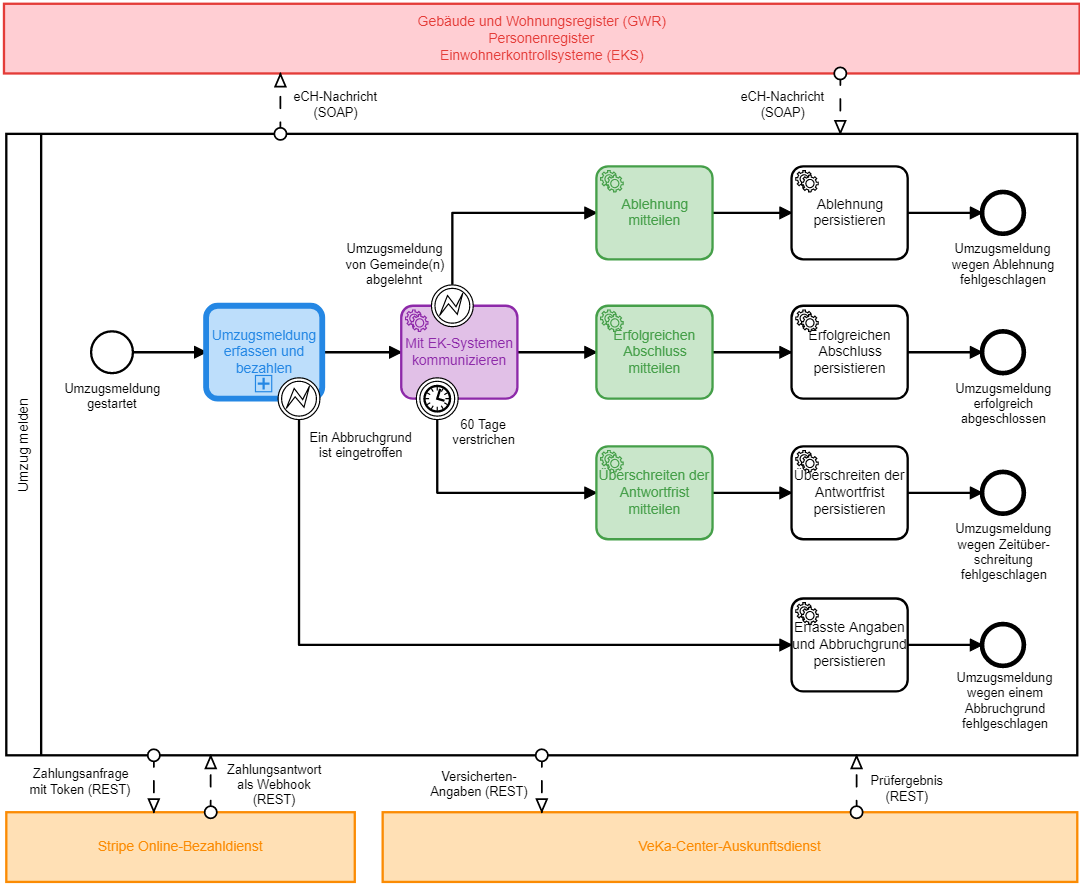 Gebäude und Wohnungsregister (GWR)
Personenregister
Einwohnerkontrollsysteme (EKS)
eCH-Nachricht
(SOAP)
eCH-Nachricht
(SOAP)
Umzug melden
Umzugsmeldung
gestartet
Umzugsmeldung
erfassen und
bezahlen
Ein Abbruchgrund
ist eingetroffen
Umzugsmeldung
von Gemeinde(n)
abgelehnt
Mit EK-Systemen
kommunizieren
60 Tage
verstrichen
Ablehnung
mitteilen
Ablehnung
persistieren
Umzugsmeldung
wegen Ablehnung
fehlgeschlagen
Erfolgreichen
Abschluss
mitteilen
Erfolgreichen
Abschluss
persistieren
Umzugsmeldung
erfolgreich
abgeschlossen
Überschreiten der
Antwortfrist
mitteilen
Überschreiten der
Antwortfrist
persistieren
Umzugsmeldung
wegen Zeitüber-
schreitung
fehlgeschlagen
Erfasste Angaben
und Abbruchgrund
persistieren
Umzugsmeldung
wegen einem
Abbruchgrund
fehlgeschlagen
Zahlungsanfrage
mit Token (REST)
Zahlungsantwort
als Webhook
(REST)
Versicherten-
Angaben (REST)
Prüfergebnis
(REST)
Stripe Online-Bezahldienst
VeKa-Center-Auskunftsdienst